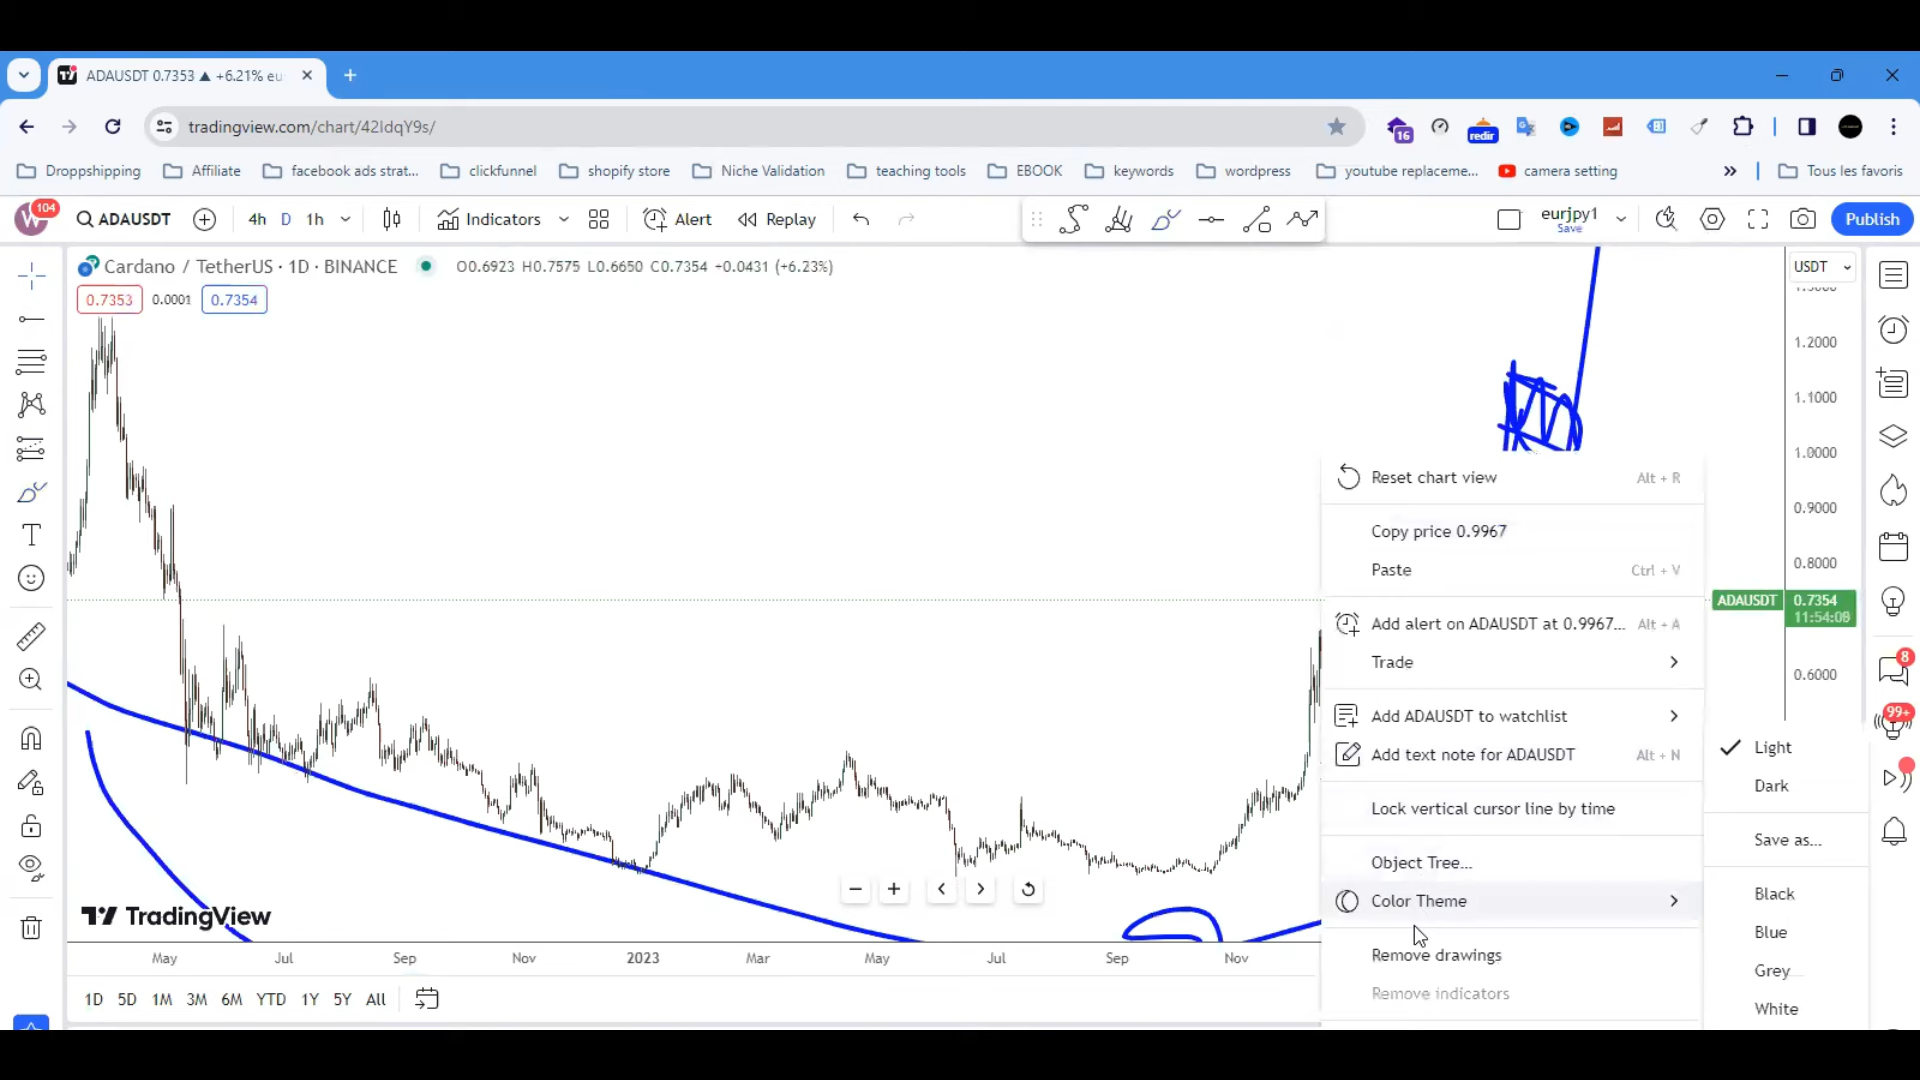 ADAUSDT 0.7353 ▲ +6.21% eu
tradingview.com/chart/42IdqY9s/
16
redir
Droppshipping
Affiliate
facebook ads strat...
clickfunnel
shopify store
Niche Validation
teaching tools
EBOOK
keywords
wordpress
youtube replaceme...
camera setting
Tous les favoris
W
104
ADAUSDT
4h
D
1h
Indicators
Alert
Replay
eurjpy1
Save
Publish
Cardano / TetherUS · 1D · BINANCE
O0.6923 H0.7575 L0.6650 C0.7354 +0.0431 (+6.23%)
USDT
0.7353
0.0001
0.7354
1.2000
1.1000
1.0000
0.9000
0.8000
ADAUSDT
0.7354
11:54:08
0.6000
Reset chart view Alt + R
Copy price 0.9967
Paste Ctrl + V
Add alert on ADAUSDT at 0.9967... Alt + A
Trade
Add ADAUSDT to watchlist
Add text note for ADAUSDT Alt + N
Lock vertical cursor line by time
Object Tree...
Color Theme
Remove drawings
Remove indicators
Light
Dark
Save as...
Black
Blue
Grey
White
8
99+
TradingView
May
Jul
Sep
Nov
2023
Mar
May
Jul
Sep
Nov
1D
5D
1M
3M
6M
YTD
1Y
5Y
All